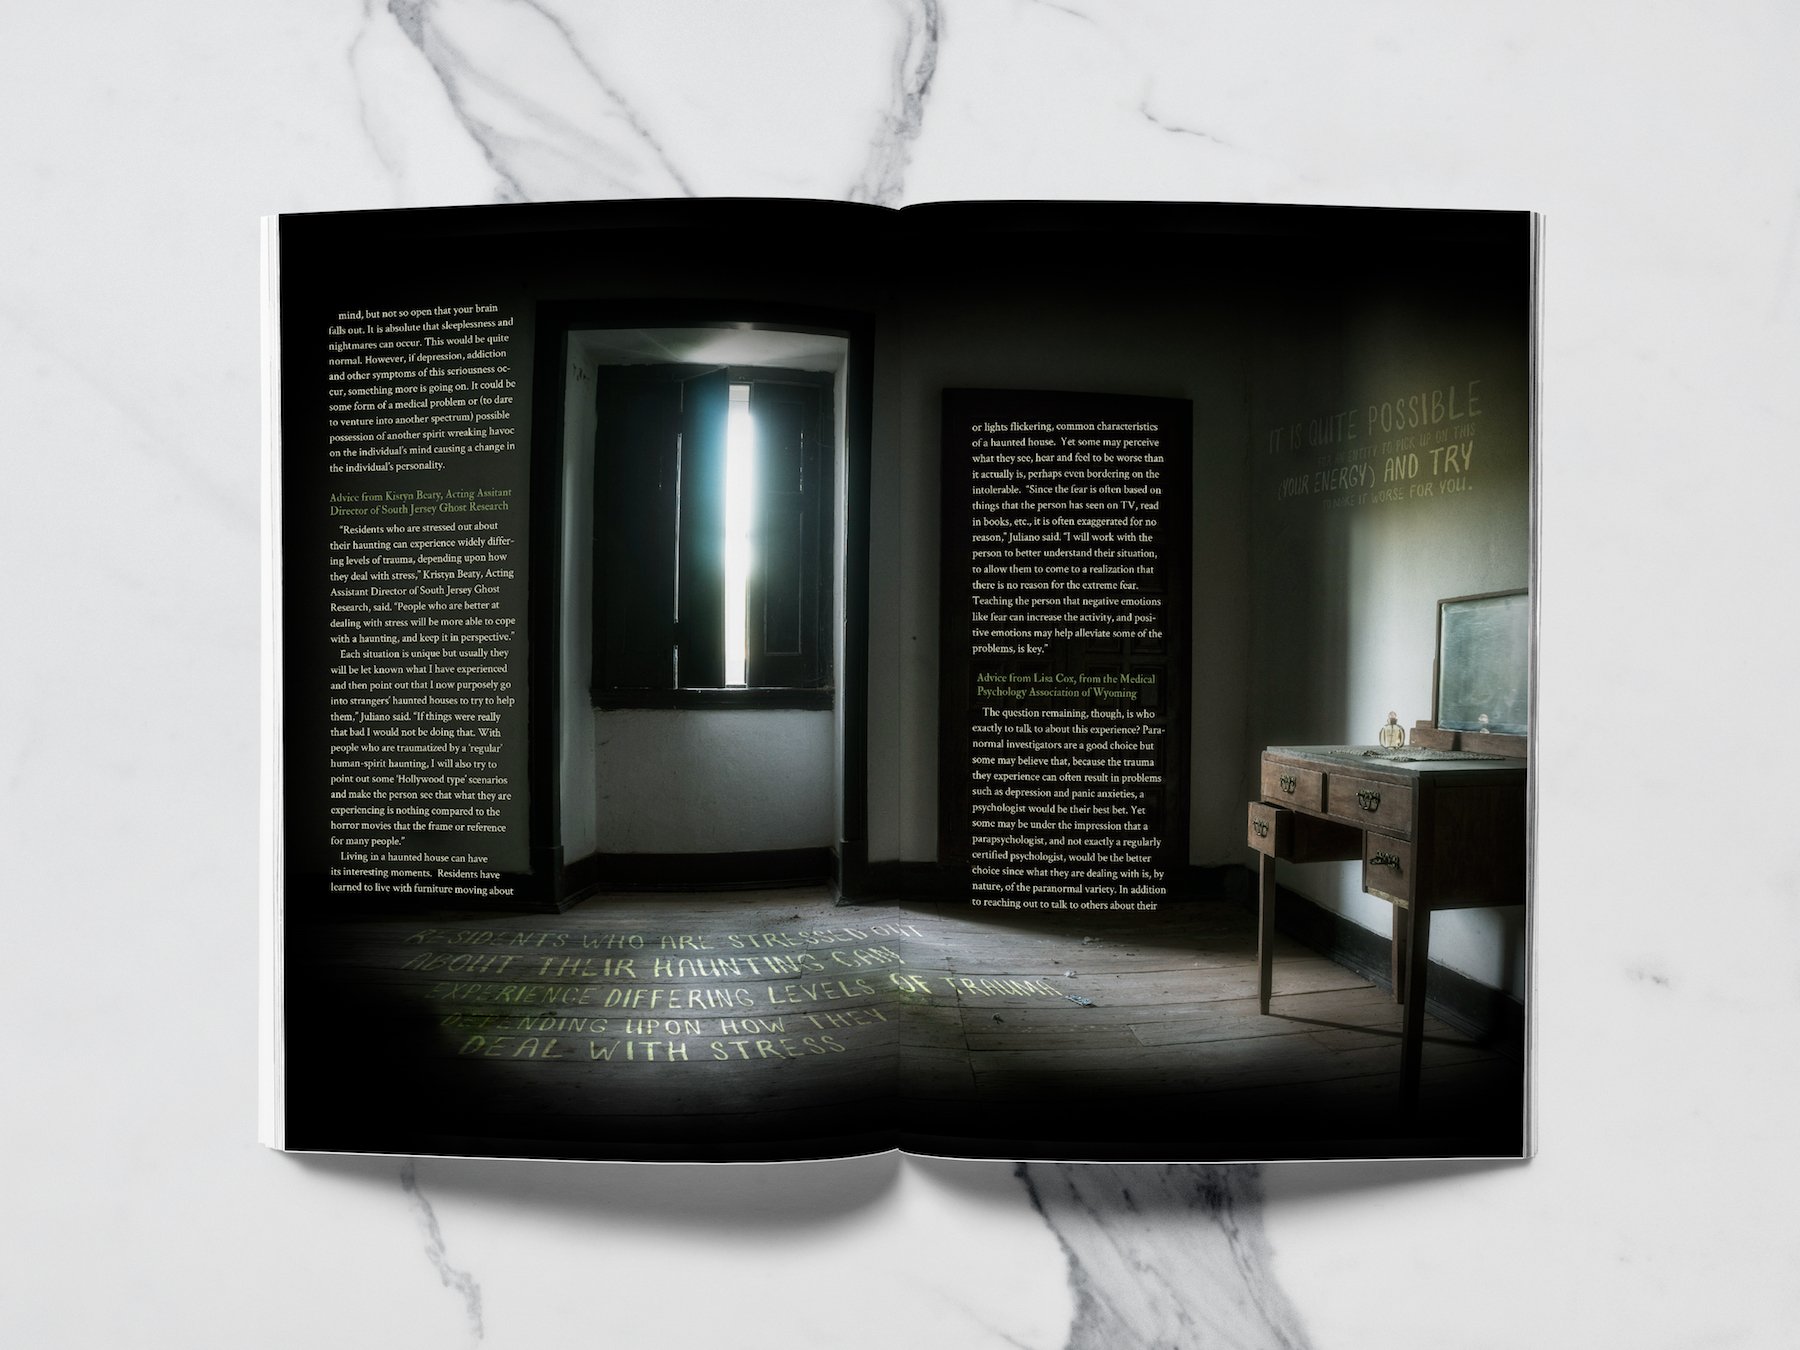 mind, but not so open that your brain
falls out. It is absolute that sleeplessness and
nightmares can occur. This would be quite
normal. However, if depression, addiction
and other symptoms of this seriousness oc-
cur, something more is going on. It could be
some form of a medical problem or (to dare
to venture into another spectrum) possible
possession of another spirit wreaking havoc
on the individual's mind causing a change in
the individual's personality.
Advice from Kisryn Beaty, Acting Assitant
Director of South Jersey Ghost Research
"Residents who are stressed out about
their haunting can experience widely differ-
ing levels of trauma, depending upon how
they deal with stress," Kristyn Beaty, Acting
Assistant Director of South Jersey Ghost
Research, said. "People who are better at
dealing with stress will be more able to cope
with a haunting, and keep it in perspective."
Each situation is unique but usually they
will be let known what I have experienced
and then point out that I now purposely go
into strangers' haunted houses to try to help
them," Juliano said. "If things were really
that bad I would not be doing that. With
people who are traumatized by a 'regular'
human-spirit haunting, I will also try to
point out some 'Hollywood type' scenarios
and make the person see that what they are
experiencing is nothing compared to the
horror movies that the frame or reference
for many people."
Living in a haunted house can have
its interesting moments. Residents have
learned to live with furniture moving about
RESIDENTS WHO ARE STRESSED OUT
ABOUT THEIR HAUNTING CAN
EXPERIENCE DIFFERING LEVELS OF TRAUMA
DEPENDING UPON HOW THEY
DEAL WITH STRESS
or lights flickering, common characteristics
of a haunted house. Yet some may perceive
what they see, hear and feel to be worse than
it actually is, perhaps even bordering on the
intolerable. "Since the fear is often based on
things that the person has seen on TV, read
in books, etc., it is often exaggerated for no
reason," Juliano said. "I will work with the
person to better understand their situation,
to allow them to come to a realization that
there is no reason for the extreme fear.
Teaching the person that negative emotions
like fear can increase the activity, and posi-
tive emotions may help alleviate some of the
problems, is key."
Advice from Lisa Cox, from the Medical
Psychology Association of Wyoming
The question remaining, though, is who
exactly to talk to about this experience? Para-
normal investigators are a good choice but
some may believe that, because the trauma
they experience can often result in problems
such as depression and panic anxieties, a
psychologist would be their best bet. Yet
some may be under the impression that a
parapsychologist, and not exactly a regularly
certified psychologist, would be the better
choice since what they are dealing with is, by
nature, of the paranormal variety. In addition
to reaching out to talk to others about their
IT IS QUITE POSSIBLE
FOR AN ENTITY TO PICK UP ON THIS
(YOUR ENERGY) AND TRY
TO MAKE IT WORSE FOR YOU.